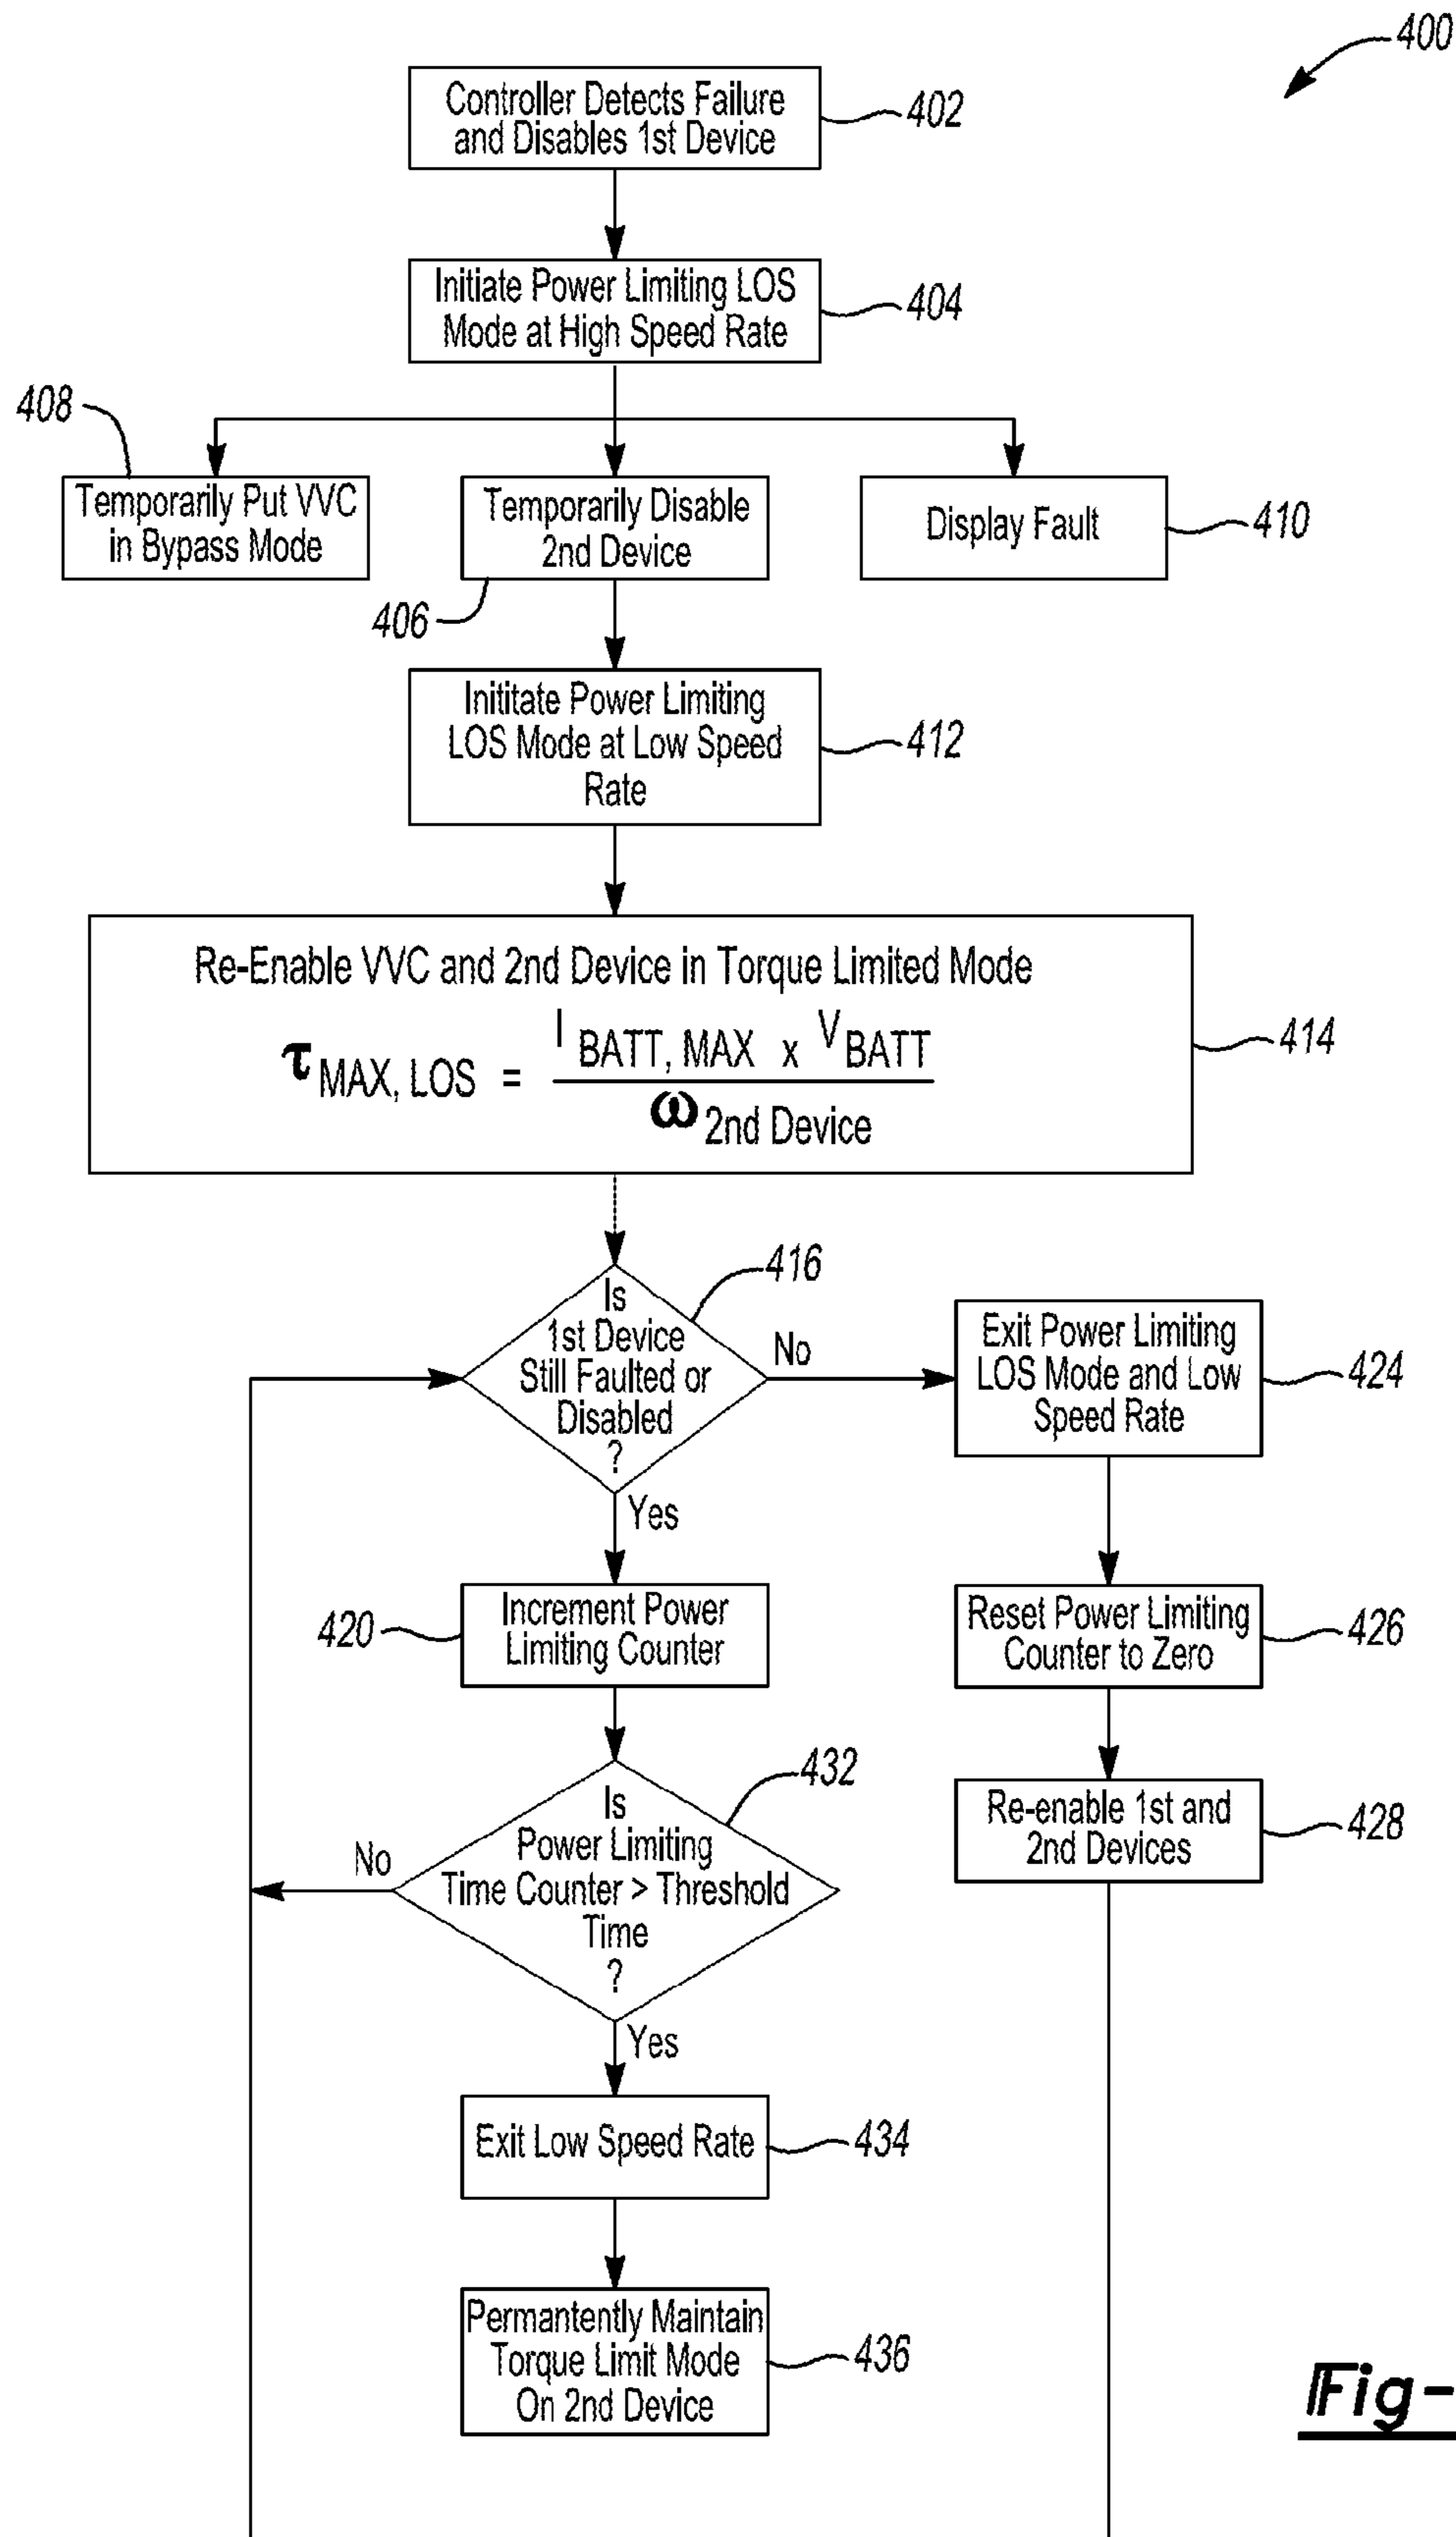 400
Controller Detects Failure
and Disables 1st Device
402
Initiate Power Limiting LOS
Mode at High Speed Rate
404
408
Temporarily Put VVC
in Bypass Mode
Temporarily Disable
2nd Device
406
Display Fault
410
Inititate Power Limiting
LOS Mode at Low Speed
Rate
412
Re-Enable VVC and 2nd Device in Torque Limited Mode
τ MAX, LOS = I BATT, MAX x V BATT
ω 2nd Device
414
416
Is
1st Device
Still Faulted or
Disabled
?
No
Yes
Exit Power Limiting
LOS Mode and Low
Speed Rate
424
420
Increment Power
Limiting Counter
Reset Power Limiting
Counter to Zero
426
432
Is
Power Limiting
Time Counter > Threshold
Time
?
No
Yes
Re-enable 1st and
2nd Devices
428
Exit Low Speed Rate
434
Permantently Maintain
Torque Limit Mode
On 2nd Device
436
Fig-